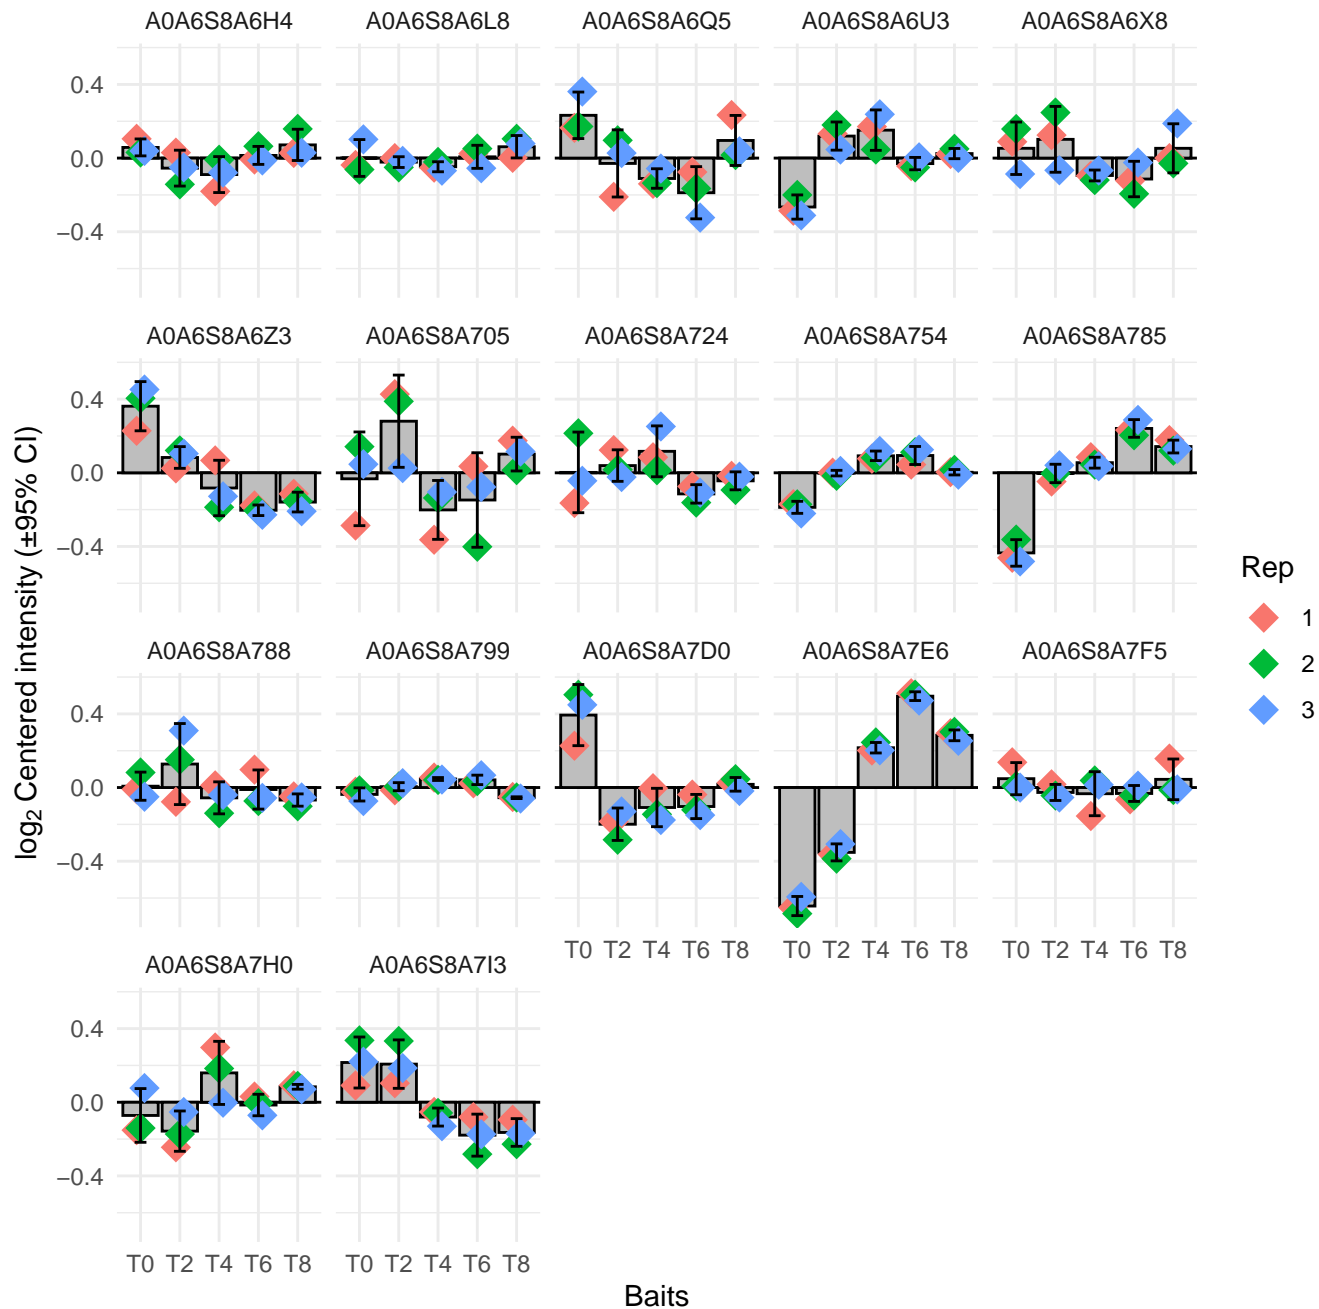 A0A6S8A6H4 A0A6S8A6L8 A0A6S8A6Q5 A0A6S8A6U3 A0A6S8A6X8
0.4
0.0
−0.4
A0A6S8A6Z3 A0A6S8A705 A0A6S8A724 A0A6S8A754 A0A6S8A785
0.4
0.0
−0.4
A0A6S8A788 A0A6S8A799 A0A6S8A7D0 A0A6S8A7E6 A0A6S8A7F5
0.4
0.0
−0.4
T0 T2 T4 T6 T8 T0 T2 T4 T6 T8 T0 T2 T4 T6 T8
A0A6S8A7H0 A0A6S8A7I3
0.4
0.0
−0.4
T0 T2 T4 T6 T8 T0 T2 T4 T6 T8
Baits
log₂ Centered intensity (±95% CI)
Rep
1
2
3